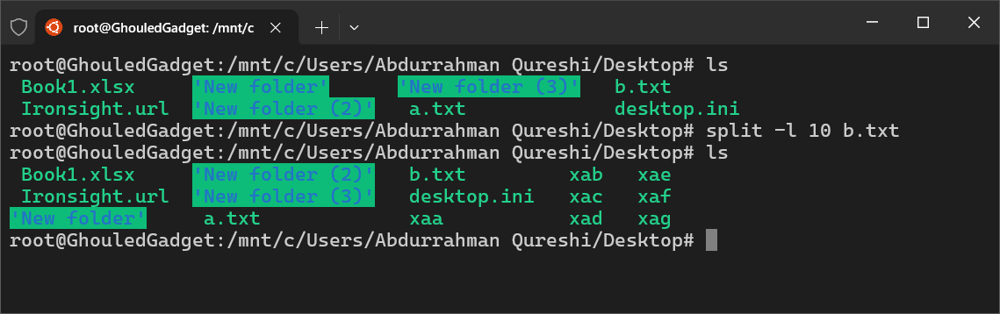 root@GhouledGadget: /mnt/c
root@GhouledGadget:/mnt/c/Users/Abdurrahman Qureshi/Desktop# ls
Book1.xlsx 'New folder' 'New folder (3)' b.txt
Ironsight.url 'New folder (2)' a.txt desktop.ini
root@GhouledGadget:/mnt/c/Users/Abdurrahman Qureshi/Desktop# split -l 10 b.txt
root@GhouledGadget:/mnt/c/Users/Abdurrahman Qureshi/Desktop# ls
Book1.xlsx 'New folder (2)' b.txt xab xae
Ironsight.url 'New folder (3)' desktop.ini xac xaf
'New folder' a.txt xaa xad xag
root@GhouledGadget:/mnt/c/Users/Abdurrahman Qureshi/Desktop#